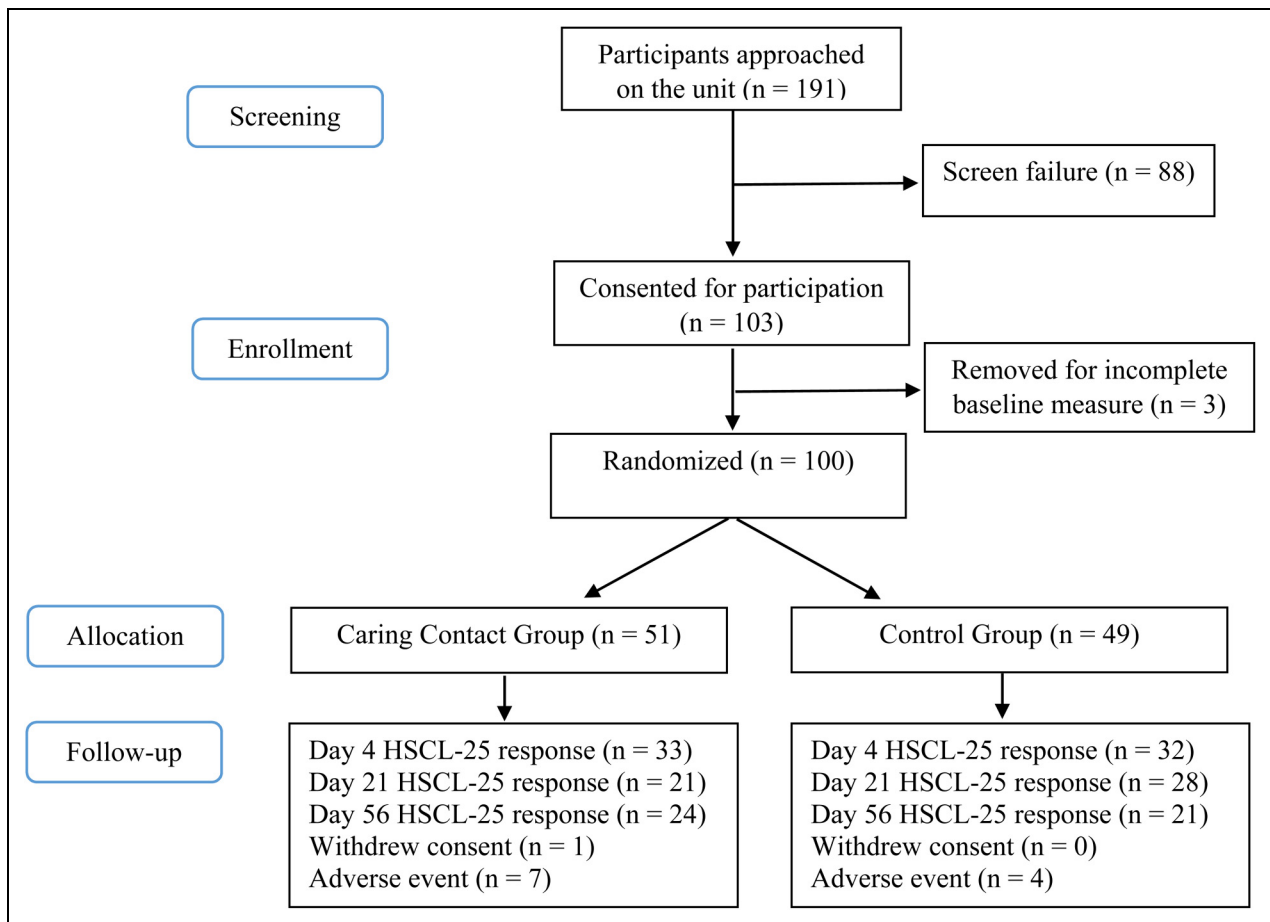 Participants approached
on the unit (n = 191)
Screening
Screen failure (n = 88)
Consented for participation
(n = 103)
Enrollment
Removed for incomplete
baseline measure (n = 3)
Randomized (n = 100)
Allocation
Caring Contact Group (n = 51)
Control Group (n = 49)
Follow-up
Day 4 HSCL-25 response (n = 33)
Day 21 HSCL-25 response (n = 21)
Day 56 HSCL-25 response (n = 24)
Withdrew consent (n = 1)
Adverse event (n = 7)
Day 4 HSCL-25 response (n = 32)
Day 21 HSCL-25 response (n = 28)
Day 56 HSCL-25 response (n = 21)
Withdrew consent (n = 0)
Adverse event (n = 4)